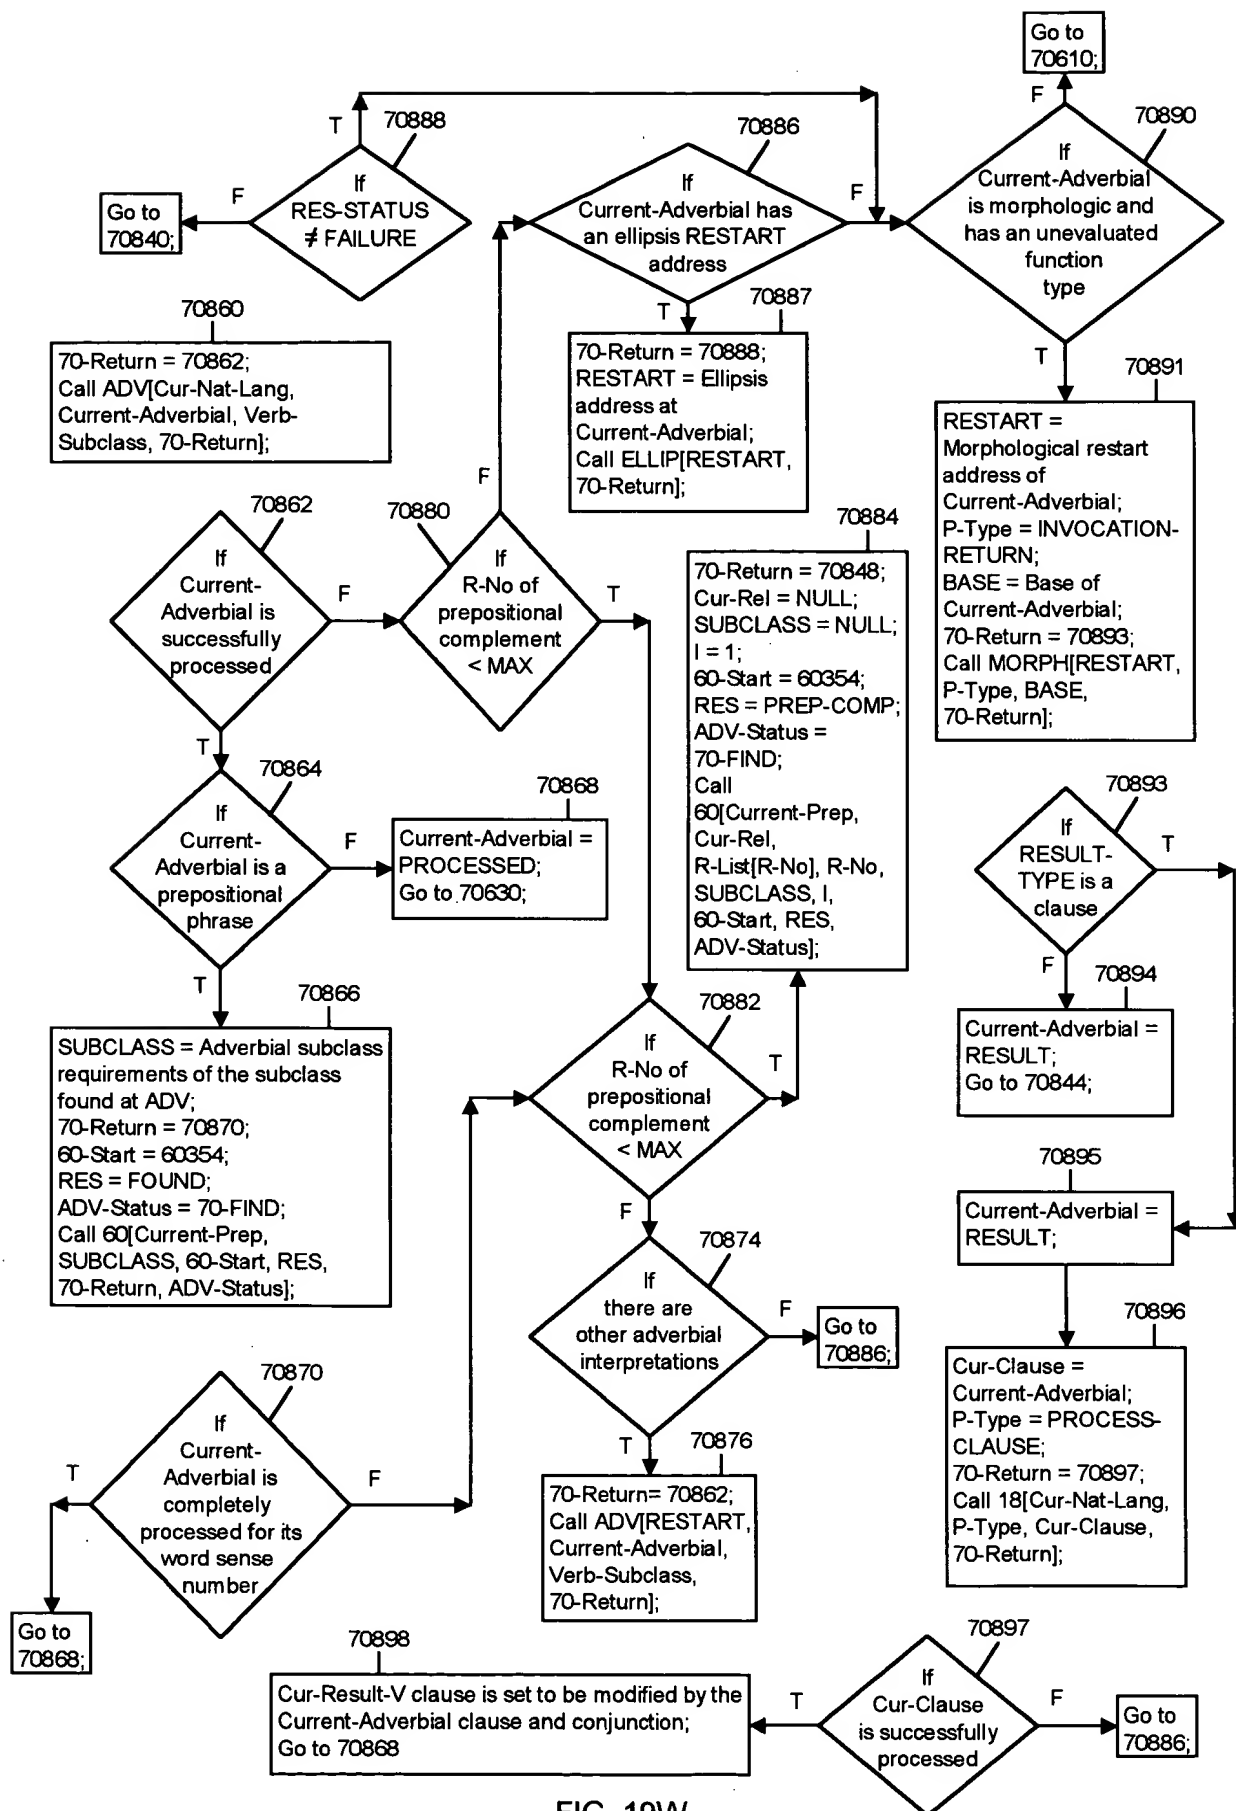 Go to
70610;
F
70890
If
Current-Adverbial
is morphologic and
has an unevaluated
function
type
T
T
70888
If
RES-STATUS
≠ FAILURE
F
Go to
70840;
70886
If
Current-Adverbial has
an ellipsis RESTART
address
F
T
70887
70-Return = 70888;
RESTART = Ellipsis
address at
Current-Adverbial;
Call ELLIP[RESTART,
70-Return];
70891
RESTART =
Morphological restart
address of
Current-Adverbial;
P-Type = INVOCATION-
RETURN;
BASE = Base of
Current-Adverbial;
70-Return = 70893;
Call MORPH[RESTART,
P-Type, BASE,
70-Return];
70860
70-Return = 70862;
Call ADV[Cur-Nat-Lang,
Current-Adverbial, Verb-
Subclass, 70-Return];
70862
If
Current-
Adverbial is
successfully
processed
F
T
70880
If
R-No of
prepositional
complement
< MAX
F
T
70884
70-Return = 70848;
Cur-Rel = NULL;
SUBCLASS = NULL;
I = 1;
60-Start = 60354;
RES = PREP-COMP;
ADV-Status =
70-FIND;
Call
60[Current-Prep,
Cur-Rel,
R-List[R-No], R-No,
SUBCLASS, I,
60-Start, RES,
ADV-Status];
70864
If
Current-
Adverbial is a
prepositional
phrase
F
T
70868
Current-Adverbial =
PROCESSED;
Go to 70630;
70893
If
RESULT-
TYPE is a
clause
T
F
70894
Current-Adverbial =
RESULT;
Go to 70844;
70866
SUBCLASS = Adverbial subclass
requirements of the subclass
found at ADV;
70-Return = 70870;
60-Start = 60354;
RES = FOUND;
ADV-Status = 70-FIND;
Call 60[Current-Prep,
SUBCLASS, 60-Start, RES,
70-Return, ADV-Status];
70882
If
R-No of
prepositional
complement
< MAX
T
F
70895
Current-Adverbial =
RESULT;
70874
If
there are
other adverbial
interpretations
F
Go to
70886;
T
70896
Cur-Clause =
Current-Adverbial;
P-Type = PROCESS-
CLAUSE;
70-Return = 70897;
Call 18[Cur-Nat-Lang,
P-Type, Cur-Clause,
70-Return];
70870
If
Current-
Adverbial is
completely
processed for its
word sense
number
T
F
Go to
70868;
70876
70-Return= 70862;
Call ADV[RESTART,
Current-Adverbial,
Verb-Subclass,
70-Return];
70898
Cur-Result-V clause is set to be modified by the
Current-Adverbial clause and conjunction;
Go to 70868
70897
If
Cur-Clause
is successfully
processed
T
F
Go to
70886;
FIG. 19W